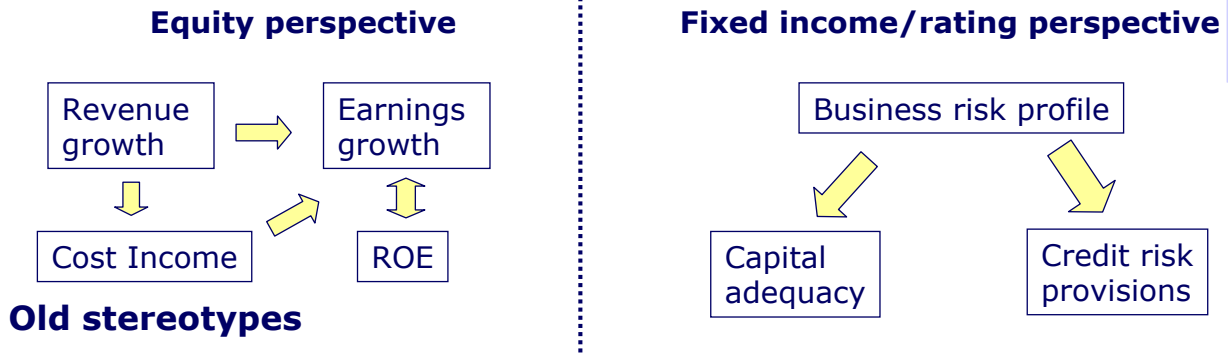 Equity perspective
Revenue
growth
Earnings
growth
Cost Income
ROE
Old stereotypes
Fixed income/rating perspective
Business risk profile
Capital
adequacy
Credit risk
provisions